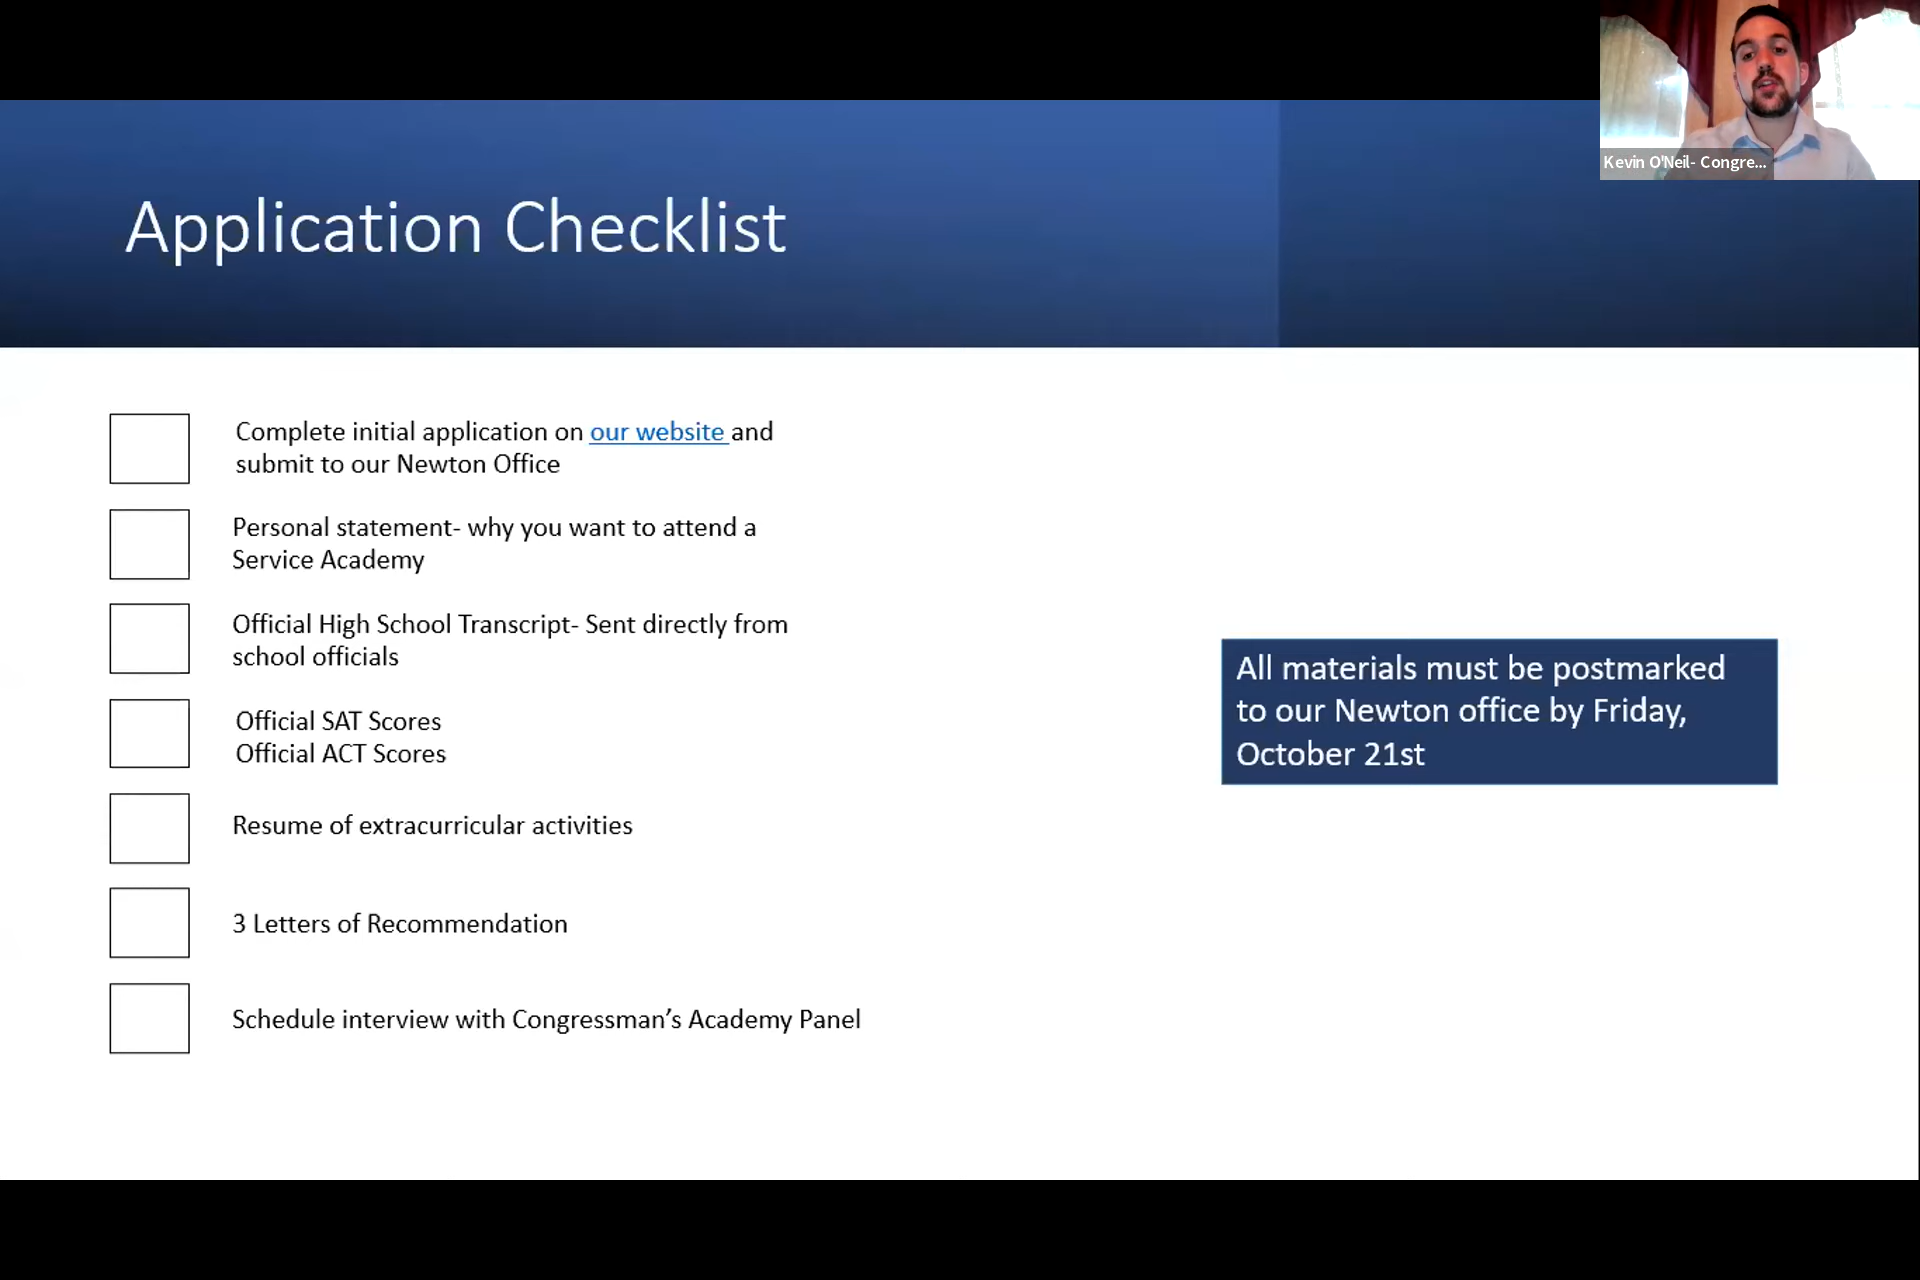 Kevin O'Neil- Congre...
Application Checklist
Complete initial application on our website and
submit to our Newton Office
Personal statement- why you want to attend a
Service Academy
Official High School Transcript- Sent directly from
school officials
Official SAT Scores
Official ACT Scores
Resume of extracurricular activities
3 Letters of Recommendation
Schedule interview with Congressman’s Academy Panel
All materials must be postmarked
to our Newton office by Friday,
October 21st